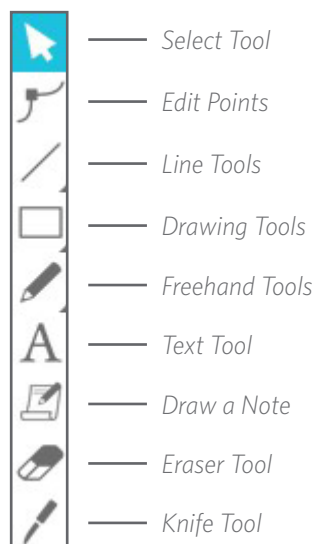 Select Tool
Edit Points
Line Tools
Drawing Tools
Freehand Tools
A
Text Tool
Draw a Note
Eraser Tool
Knife Tool